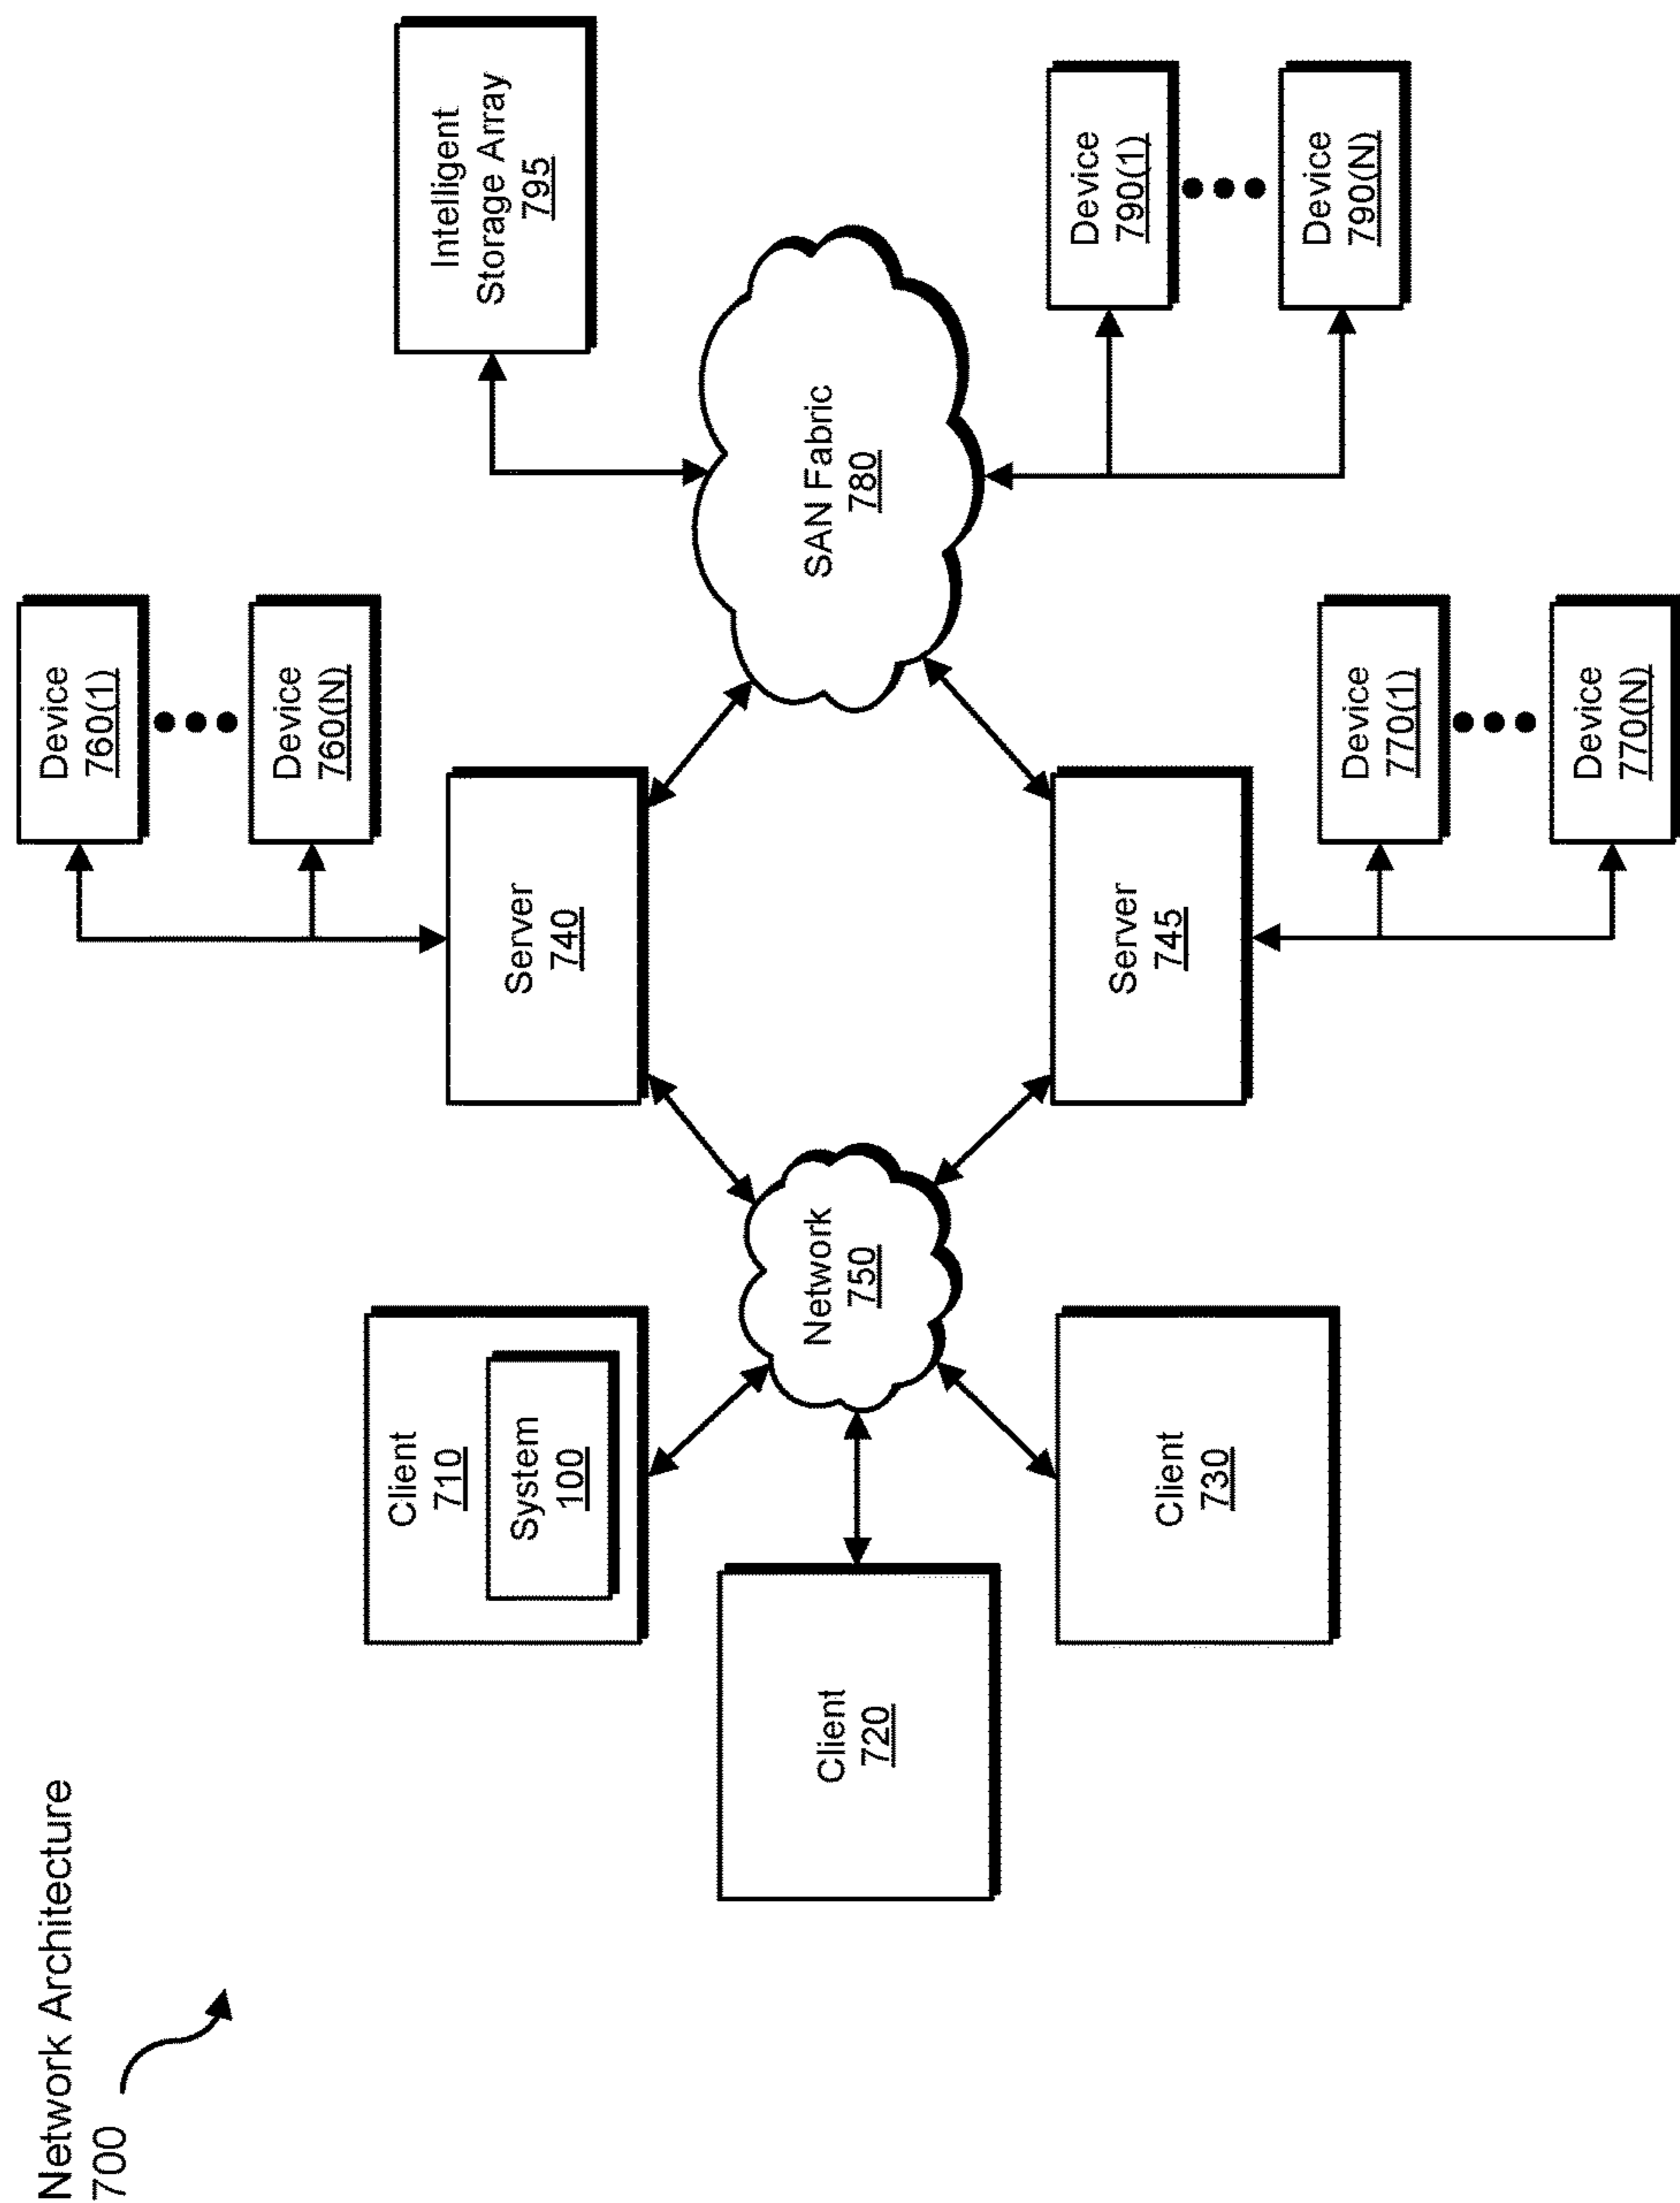 Network Architecture
700
Client
710
System
100
Client
720
Client
730
Network
750
Device
760(1)
Device
760(N)
Server
740
Server
745
Device
770(1)
Device
770(N)
SAN Fabric
780
Intelligent
Storage Array
795
Device
790(1)
Device
790(N)